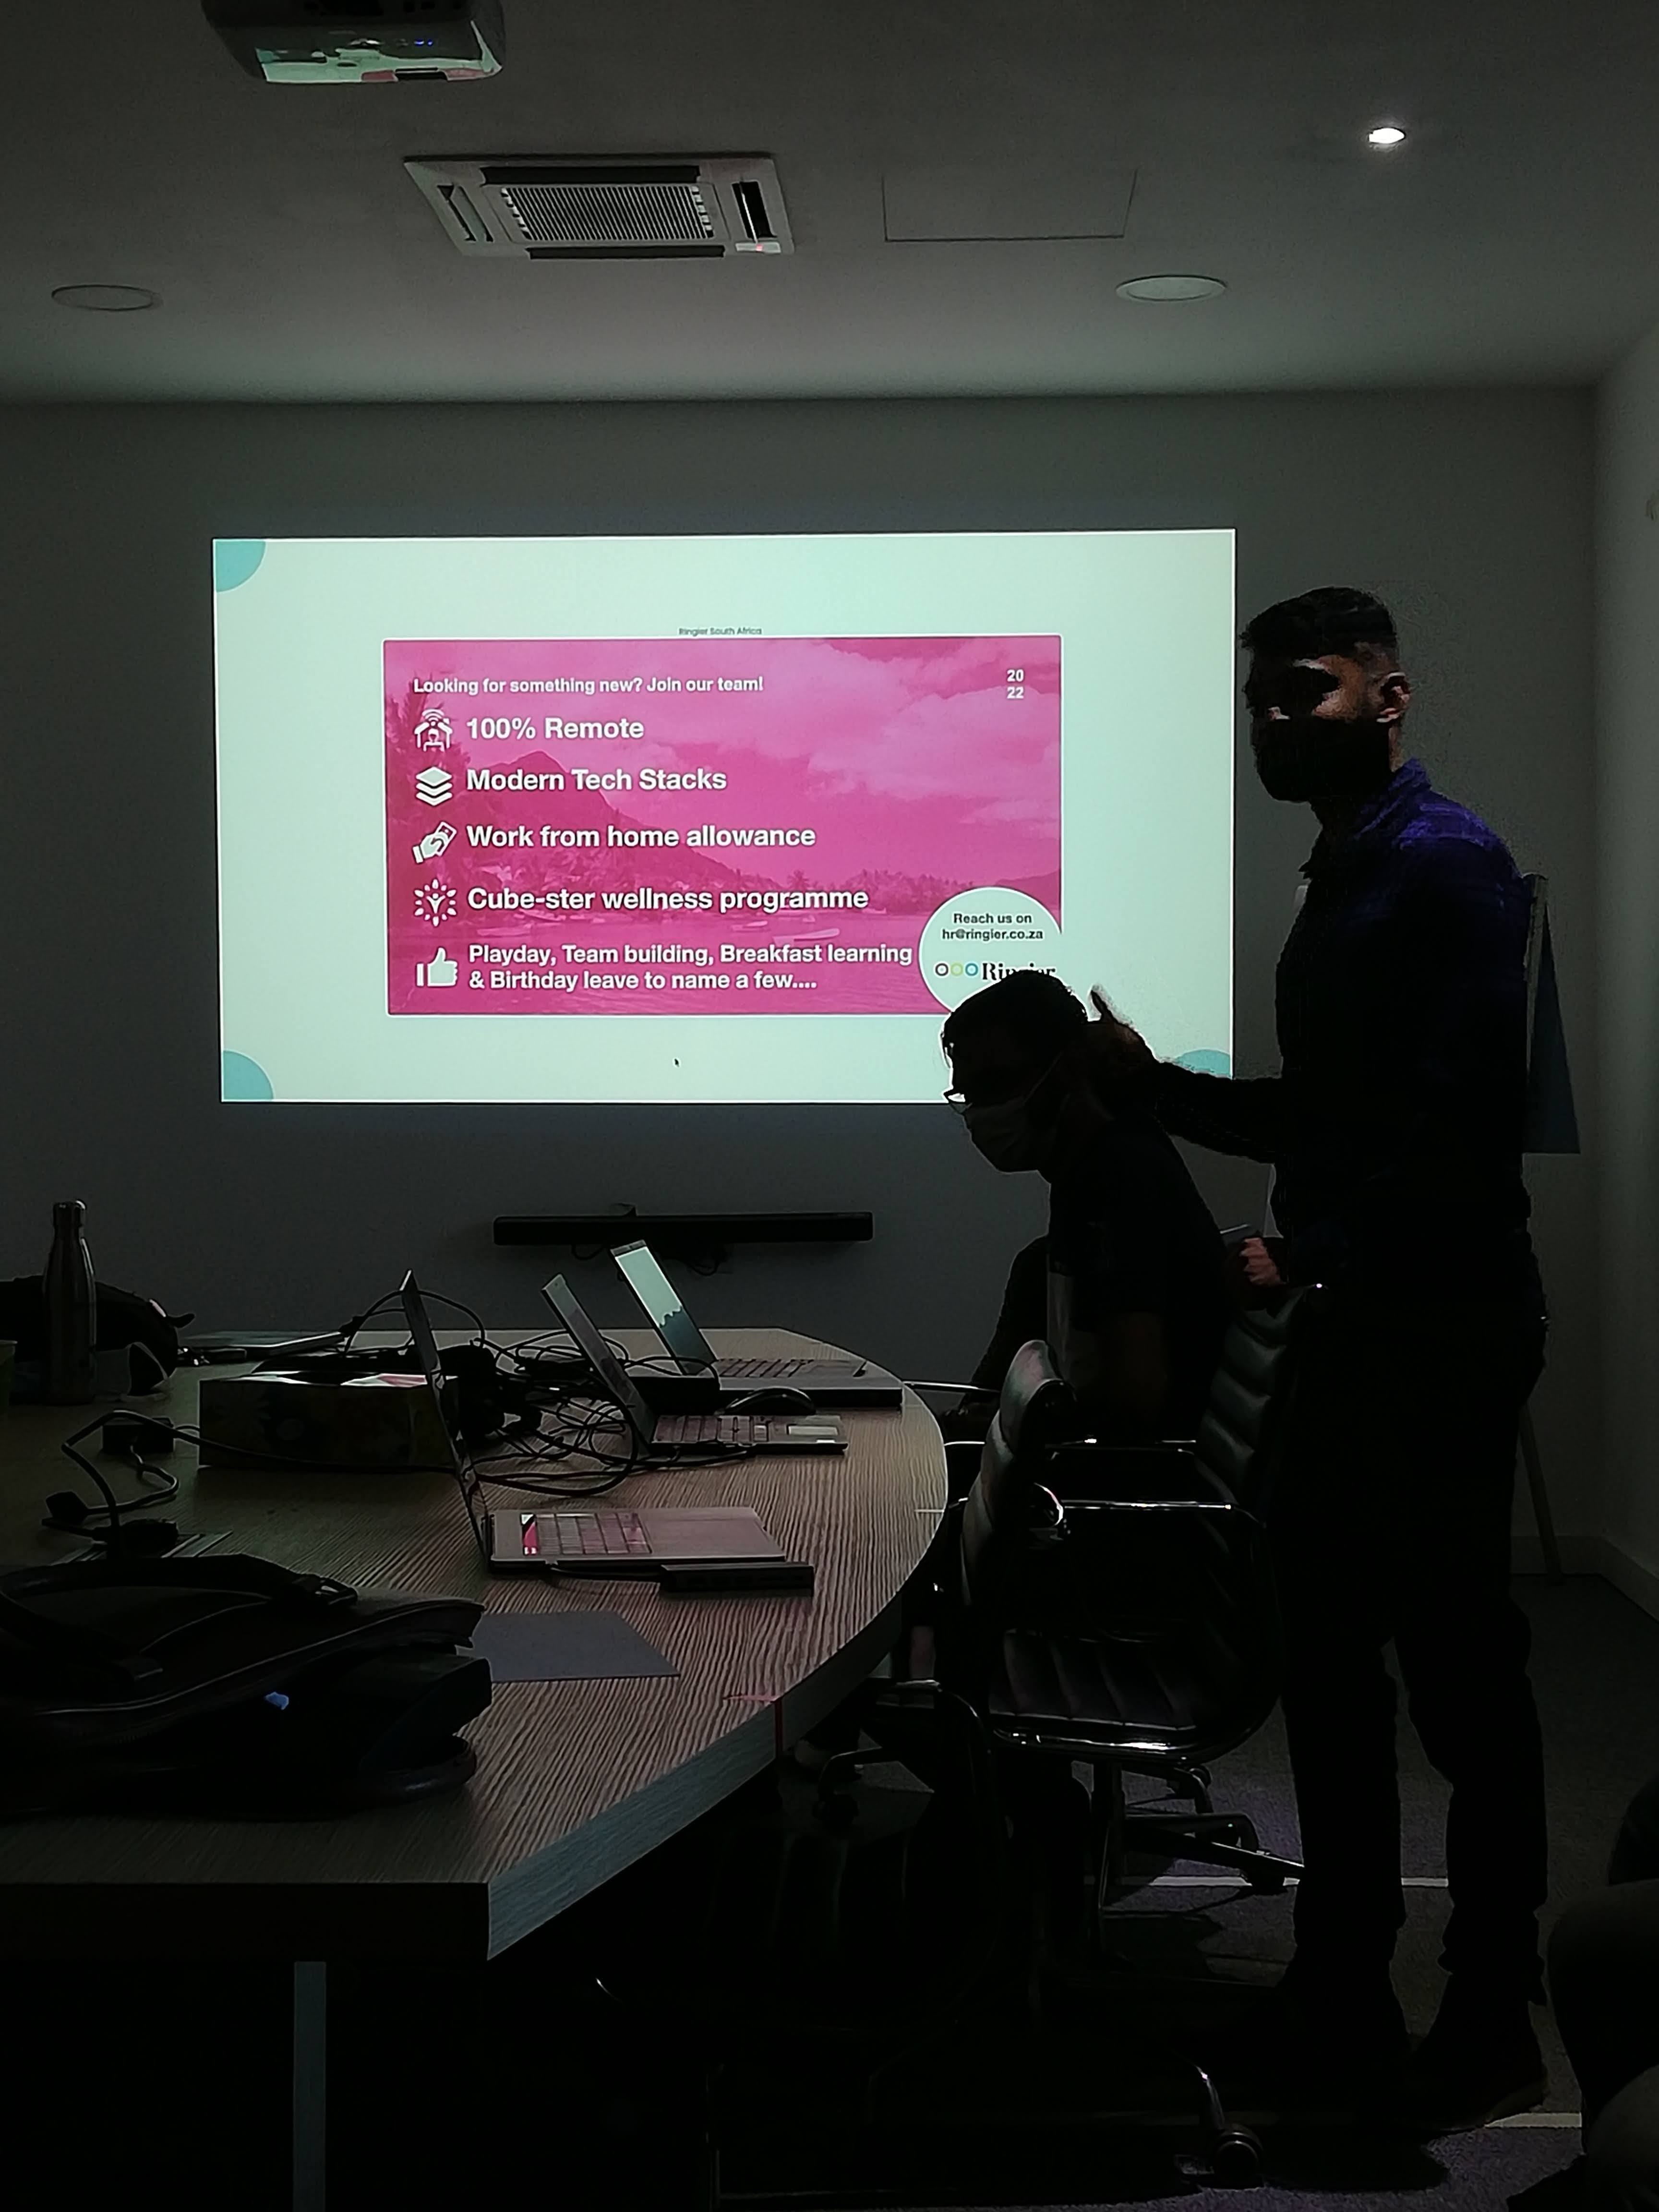 Ringier South Africa
Looking for something new? Join our team!
20
22
100% Remote
Modern Tech Stacks
Work from home allowance
Cube-ster wellness programme
Playday, Team building, Breakfast learning
& Birthday leave to name a few....
Reach us on
hr@ringier.co.za
Ringier